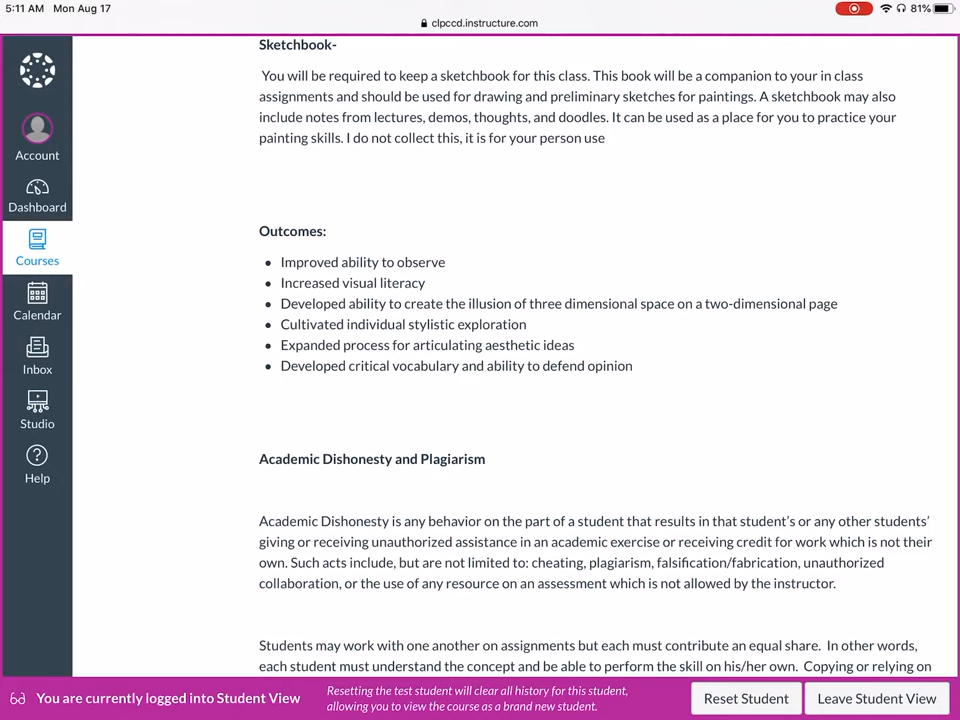 5:11 AM Mon Aug 17
81%
clpccd.instructure.com
Account
Dashboard
Courses
Calendar
Inbox
Studio
Help
Sketchbook-
You will be required to keep a sketchbook for this class. This book will be a companion to your in class
assignments and should be used for drawing and preliminary sketches for paintings. A sketchbook may also
include notes from lectures, demos, thoughts, and doodles. It can be used as a place for you to practice your
painting skills. I do not collect this, it is for your person use
Outcomes:
• Improved ability to observe
• Increased visual literacy
• Developed ability to create the illusion of three dimensional space on a two-dimensional page
• Cultivated individual stylistic exploration
• Expanded process for articulating aesthetic ideas
• Developed critical vocabulary and ability to defend opinion
Academic Dishonesty and Plagiarism
Academic Dishonesty is any behavior on the part of a student that results in that student’s or any other students’
giving or receiving unauthorized assistance in an academic exercise or receiving credit for work which is not their
own. Such acts include, but are not limited to: cheating, plagiarism, falsification/fabrication, unauthorized
collaboration, or the use of any resource on an assessment which is not allowed by the instructor.
Students may work with one another on assignments but each must contribute an equal share. In other words,
each student must understand the concept and be able to perform the skill on his/her own. Copying or relying on
You are currently logged into Student View
Resetting the test student will clear all history for this student,
allowing you to view the course as a brand new student.
Reset Student
Leave Student View